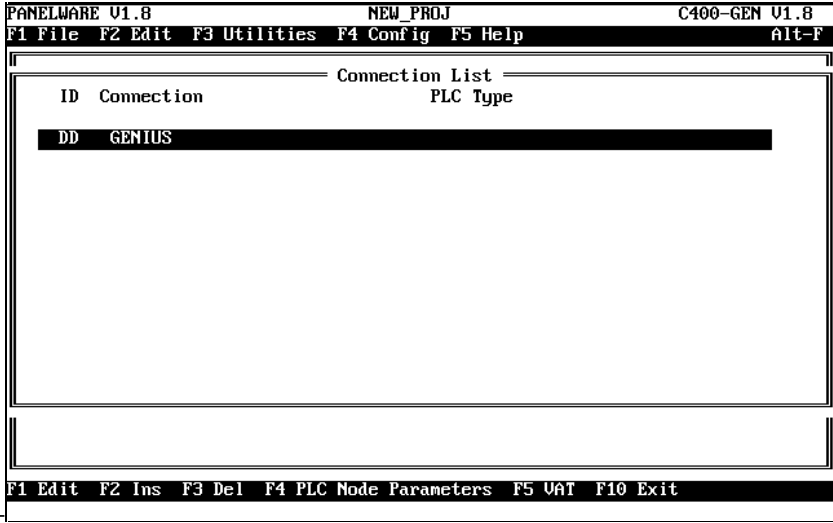 PANELWARE V1.8 NEW_PROJ C400-GEN V1.8
F1 File F2 Edit F3 Utilities F4 Config F5 Help Alt-F
Connection List
ID Connection PLC Type
DD GENIUS
F1 Edit F2 Ins F3 Del F4 PLC Node Parameters F5 VAT F10 Exit